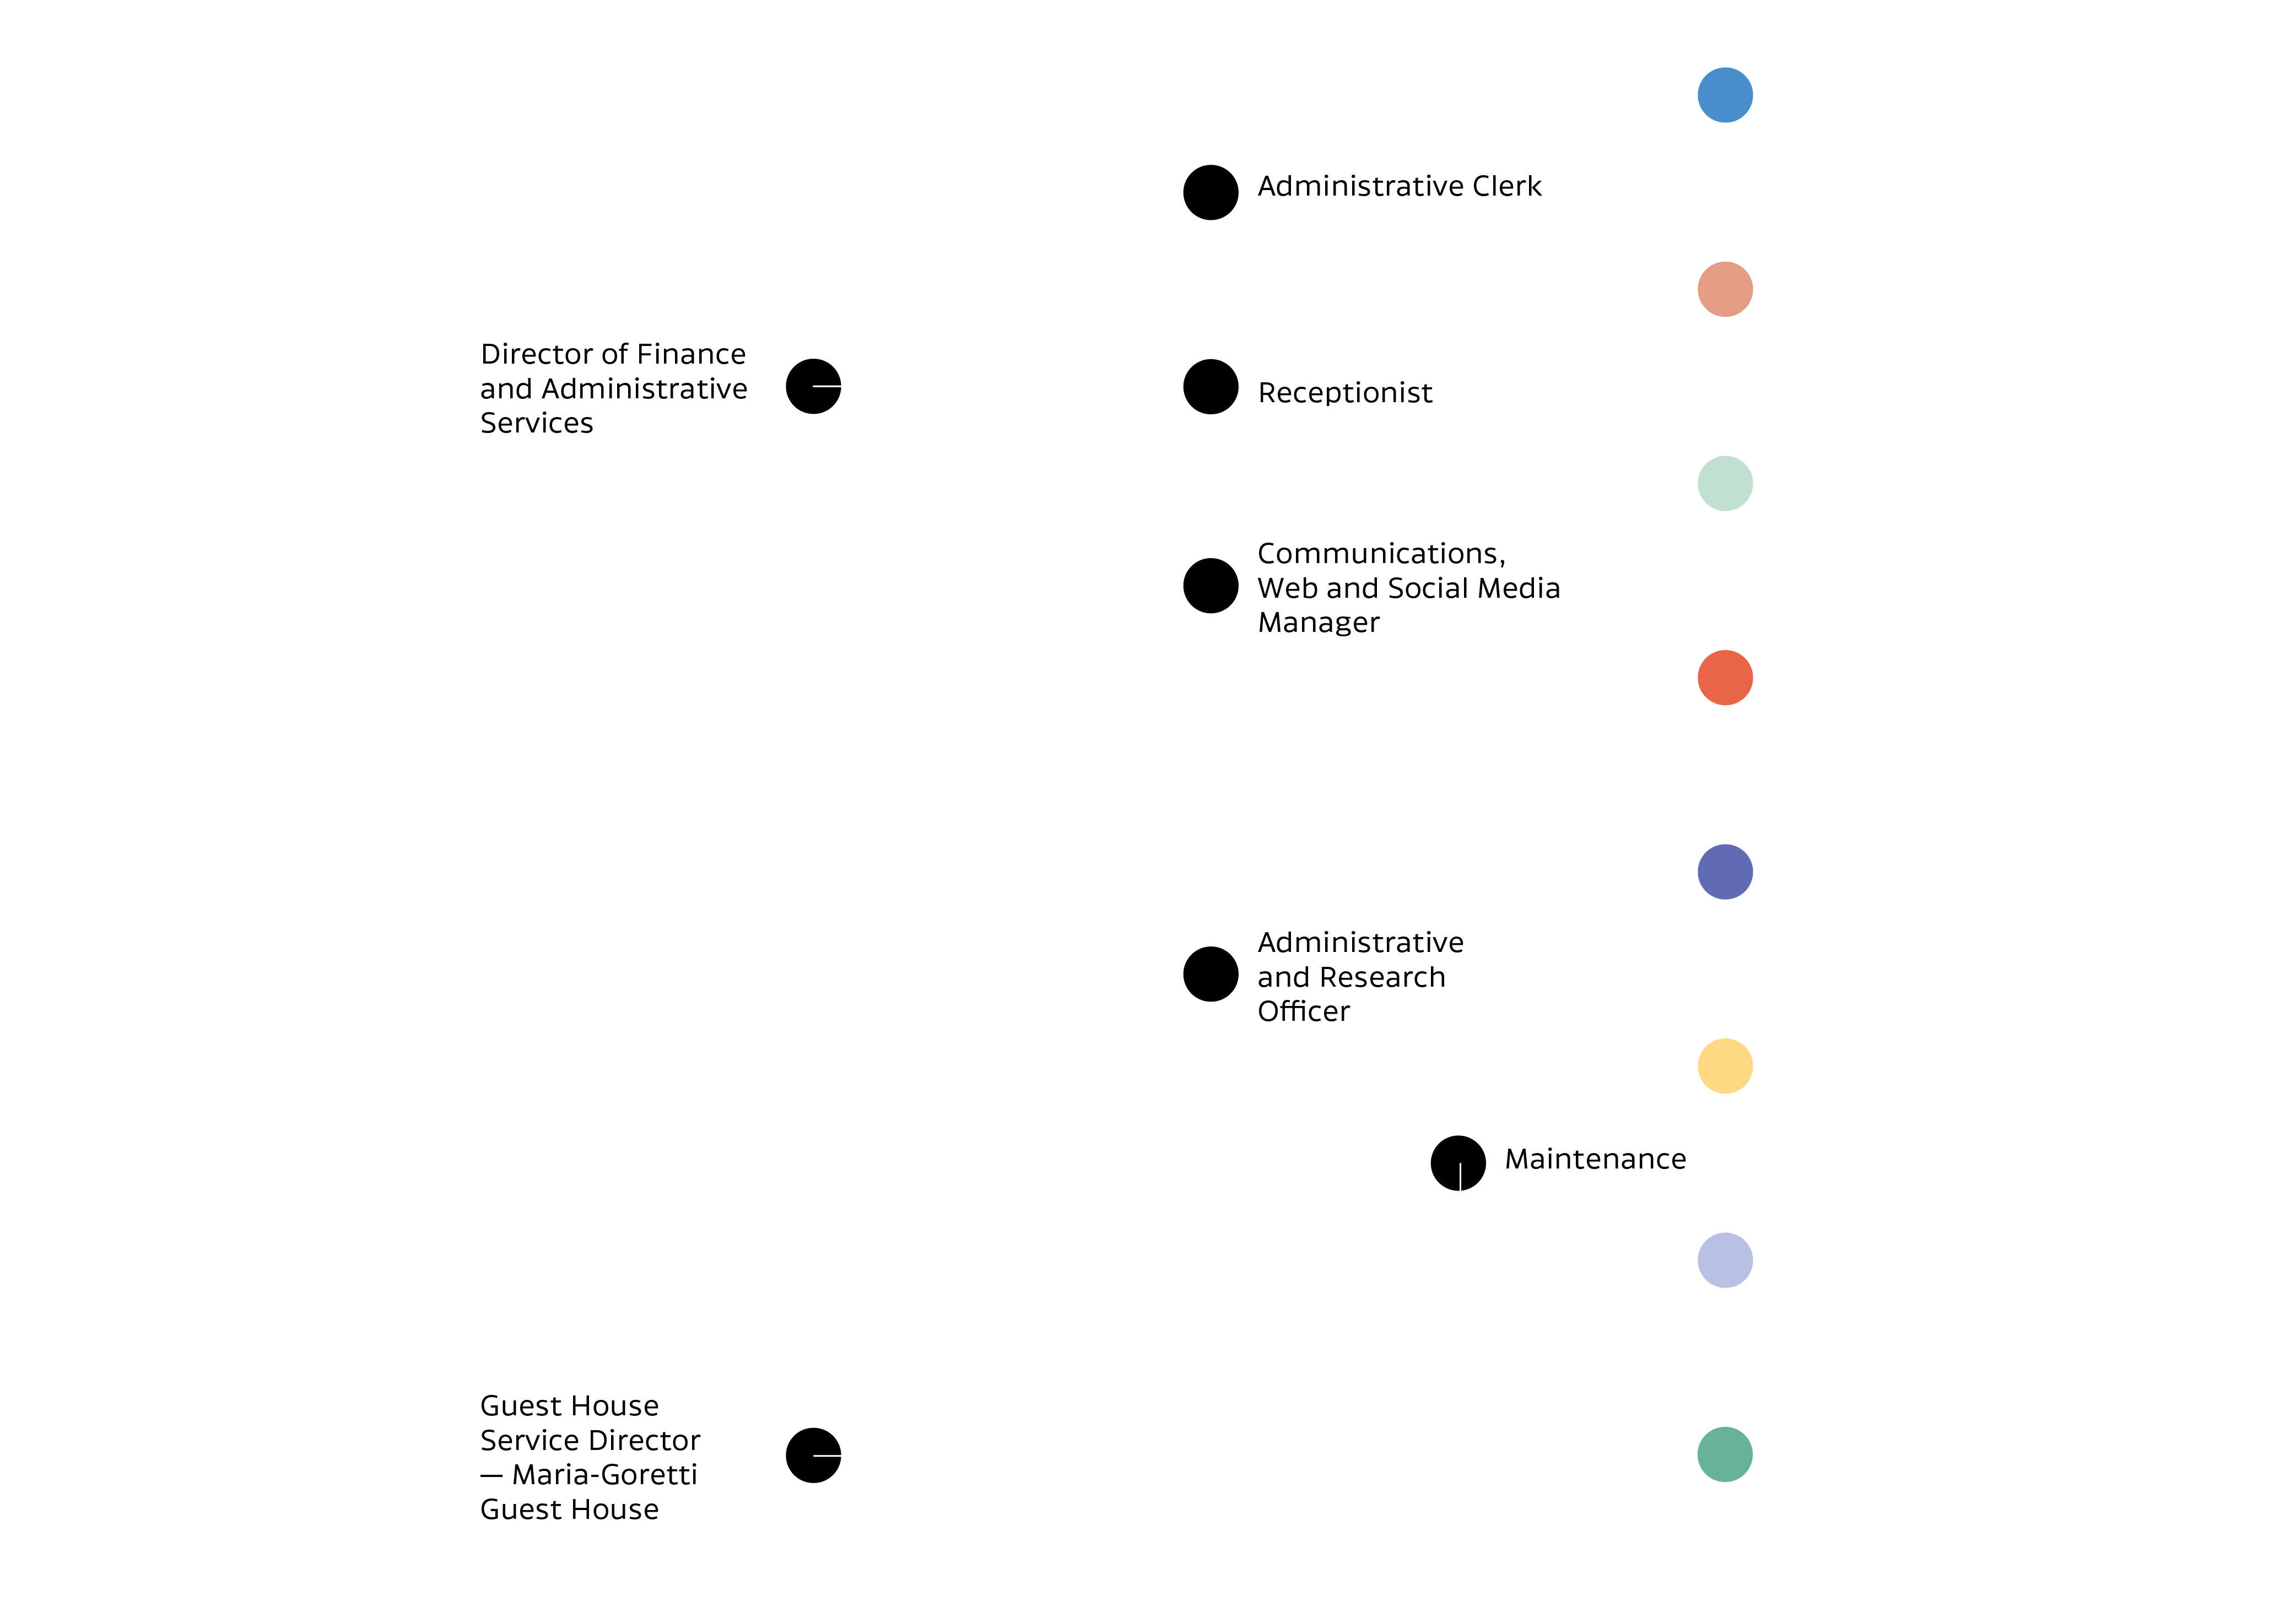 Administrative Clerk
Director of Finance
and Administrative
Services
Receptionist
Communications,
Web and Social Media
Manager
Administrative
and Research
Officer
Maintenance
Guest House
Service Director
— Maria-Goretti
Guest House